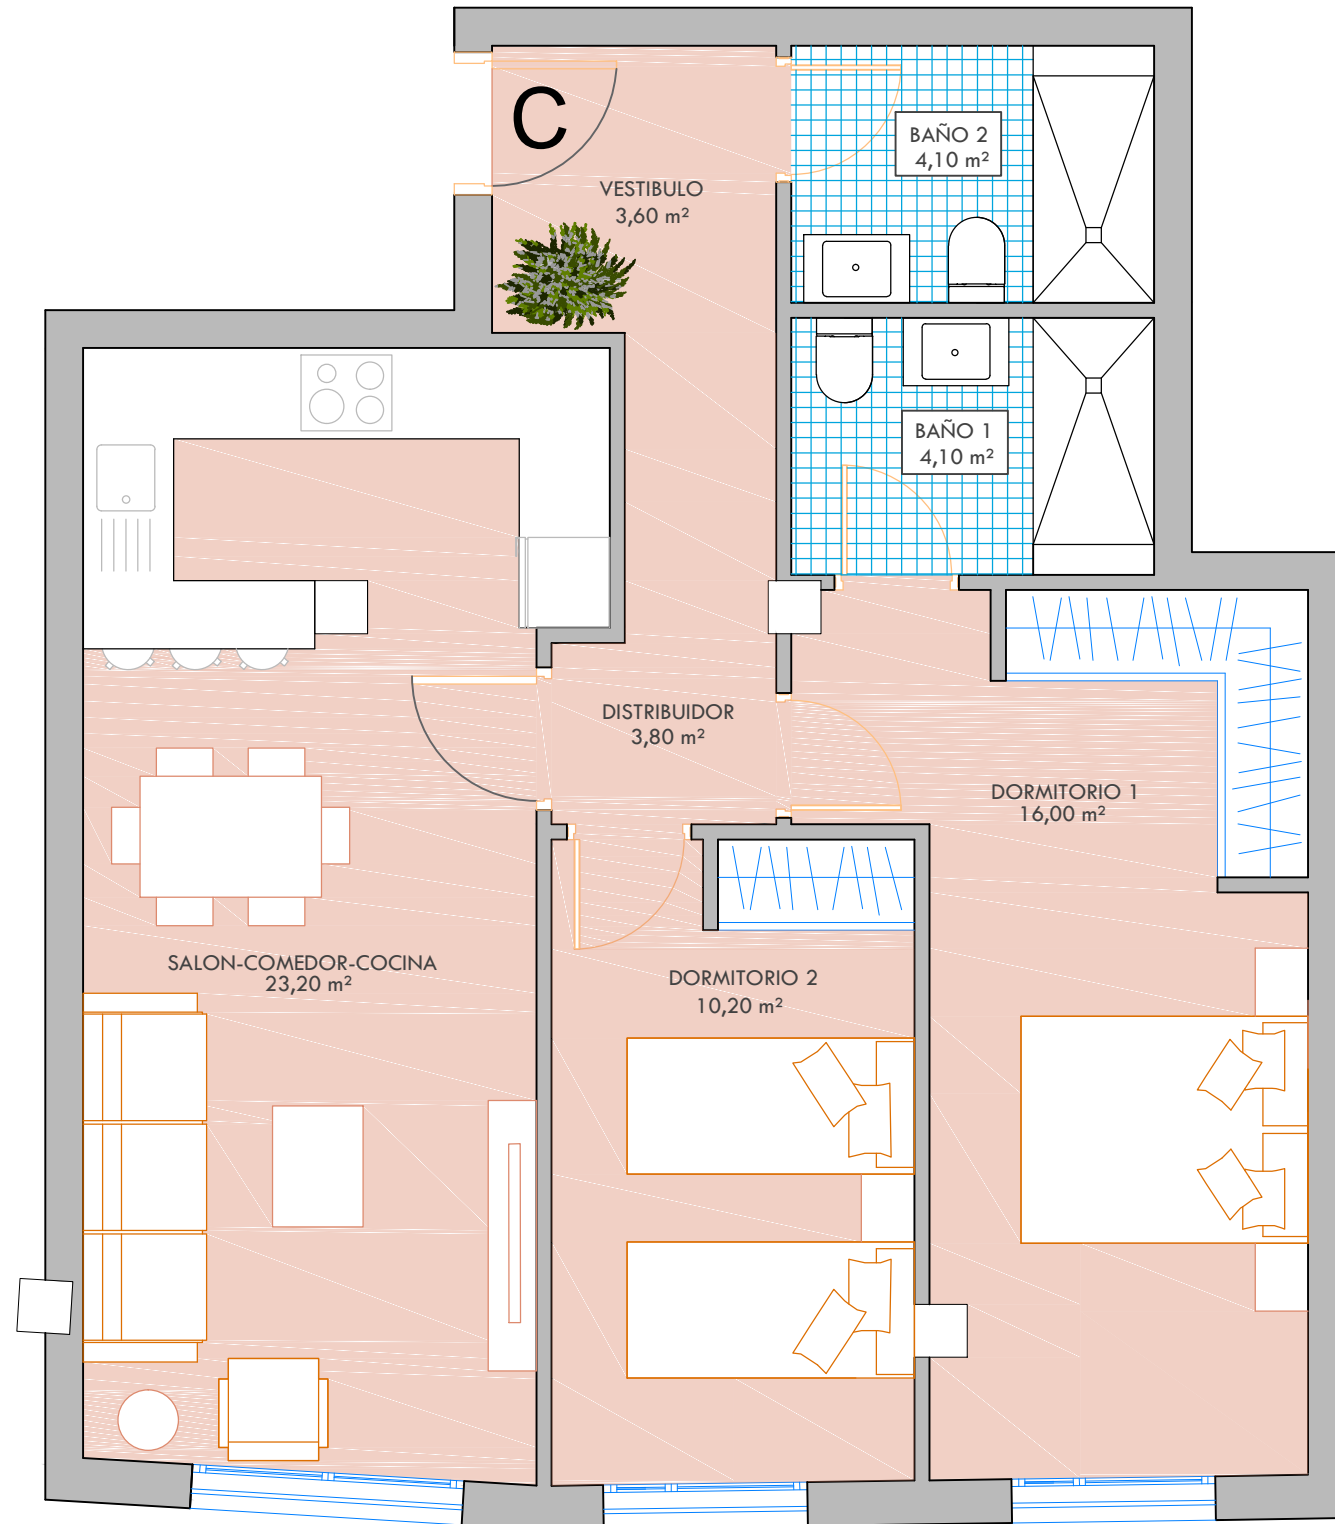 C
VESTIBULO
3,60 m²
BAÑO 2
4,10 m²
BAÑO 1
4,10 m²
DISTRIBUIDOR
3,80 m²
DORMITORIO 1
16,00 m²
SALON-COMEDOR-COCINA
23,20 m²
DORMITORIO 2
10,20 m²